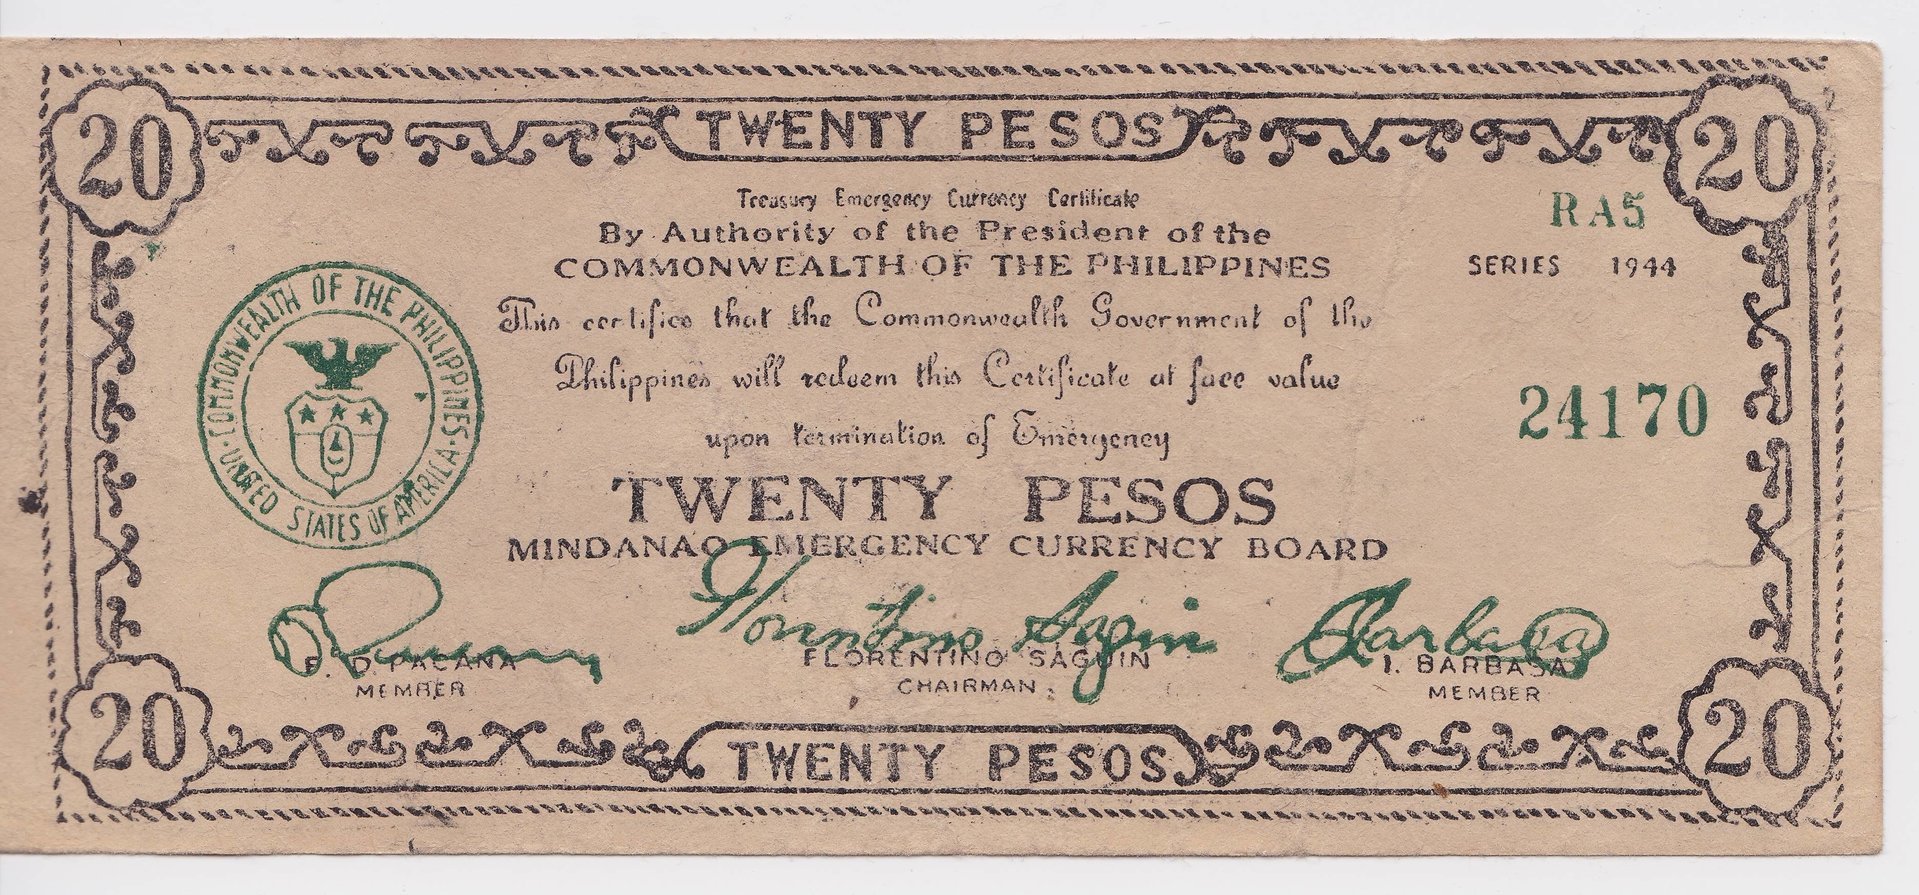 20 TWENTY PESOS 20
Treasury Emergency Currency Certificate
By Authority of the President of the
COMMONWEALTH OF THE PHILIPPINES
RA5
SERIES 1944
This certifies that the Commonwealth Government of the
Philippines will redeem this Certificate at face value
upon termination of Emergency
24170
COMMONWEALTH OF THE PHILIPPINES
UNITED STATES OF AMERICA
TWENTY PESOS
MINDANAO EMERGENCY CURRENCY BOARD
Florentino Saguin
Barbasa
F. D. PACANA
MEMBER
FLORENTINO SAGUIN
CHAIRMAN
I. BARBASA
MEMBER
20 TWENTY PESOS 20